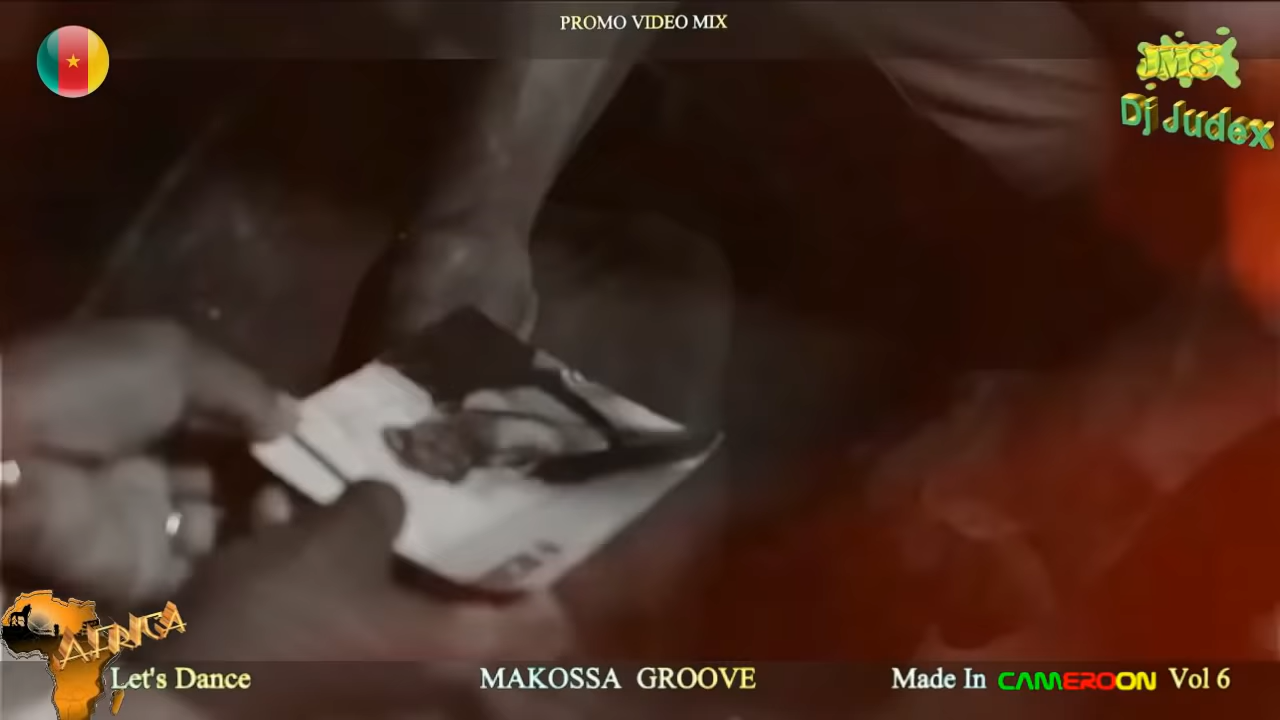 PROMO VIDEO MIX
JMS
Dj Judex
AFRICA
Let's Dance
MAKOSSA GROOVE
Made In CAMEROON Vol 6